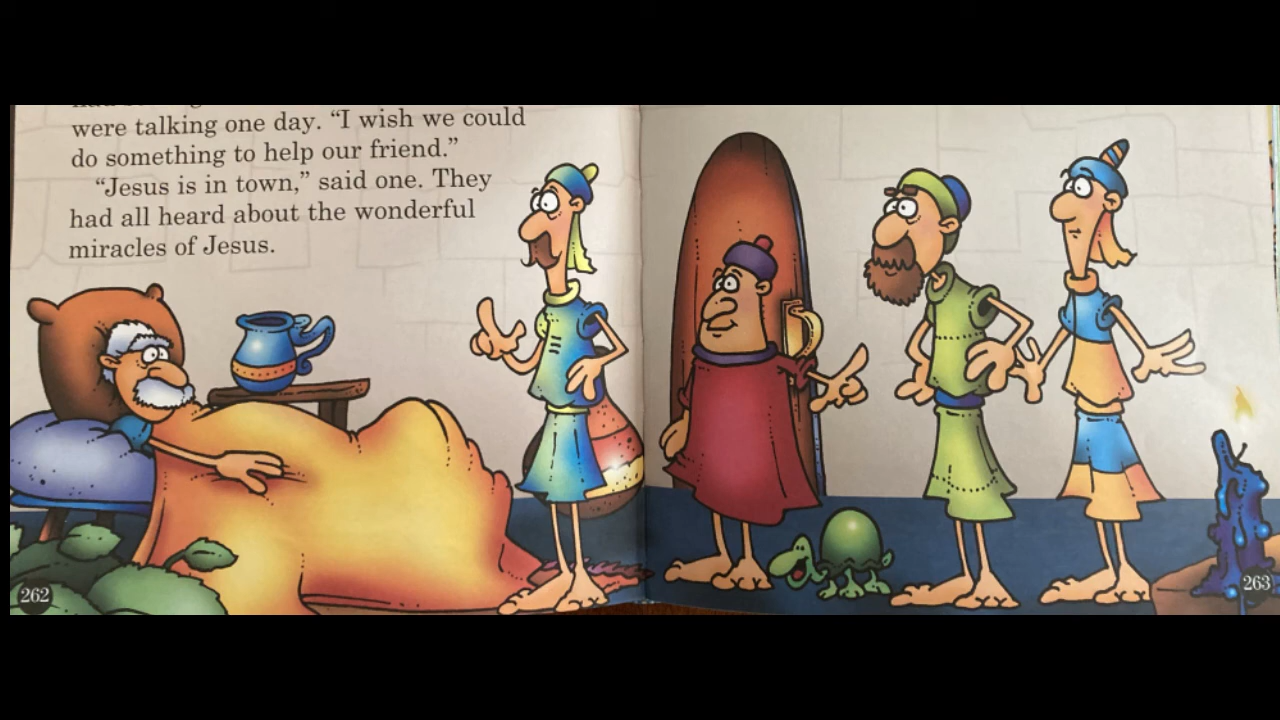 were talking one day. “I wish we could
do something to help our friend.”
“Jesus is in town,” said one. They
had all heard about the wonderful
miracles of Jesus.
262
263